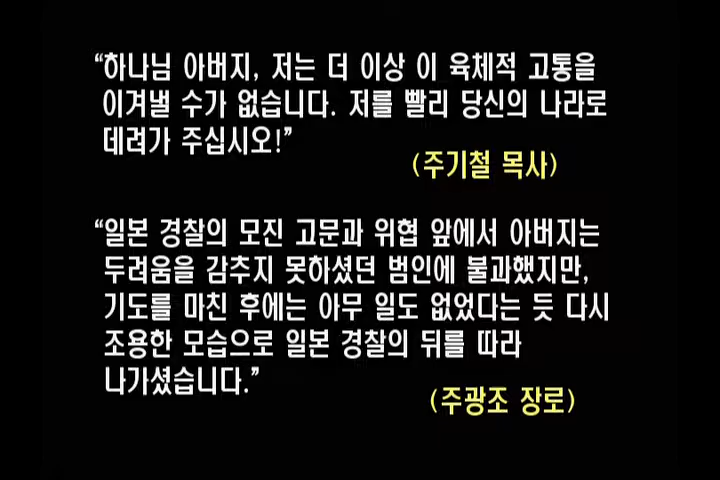 “하나님 아버지, 저는 더 이상 이 육체적 고통을
이겨낼 수가 없습니다. 저를 빨리 당신의 나라로
데려가 주십시오!”
(주기철 목사)
“일본 경찰의 모진 고문과 위협 앞에서 아버지는
두려움을 감추지 못하셨던 범인에 불과했지만,
기도를 마친 후에는 아무 일도 없었다는 듯 다시
조용한 모습으로 일본 경찰의 뒤를 따라
나가셨습니다.”
(주광조 장로)